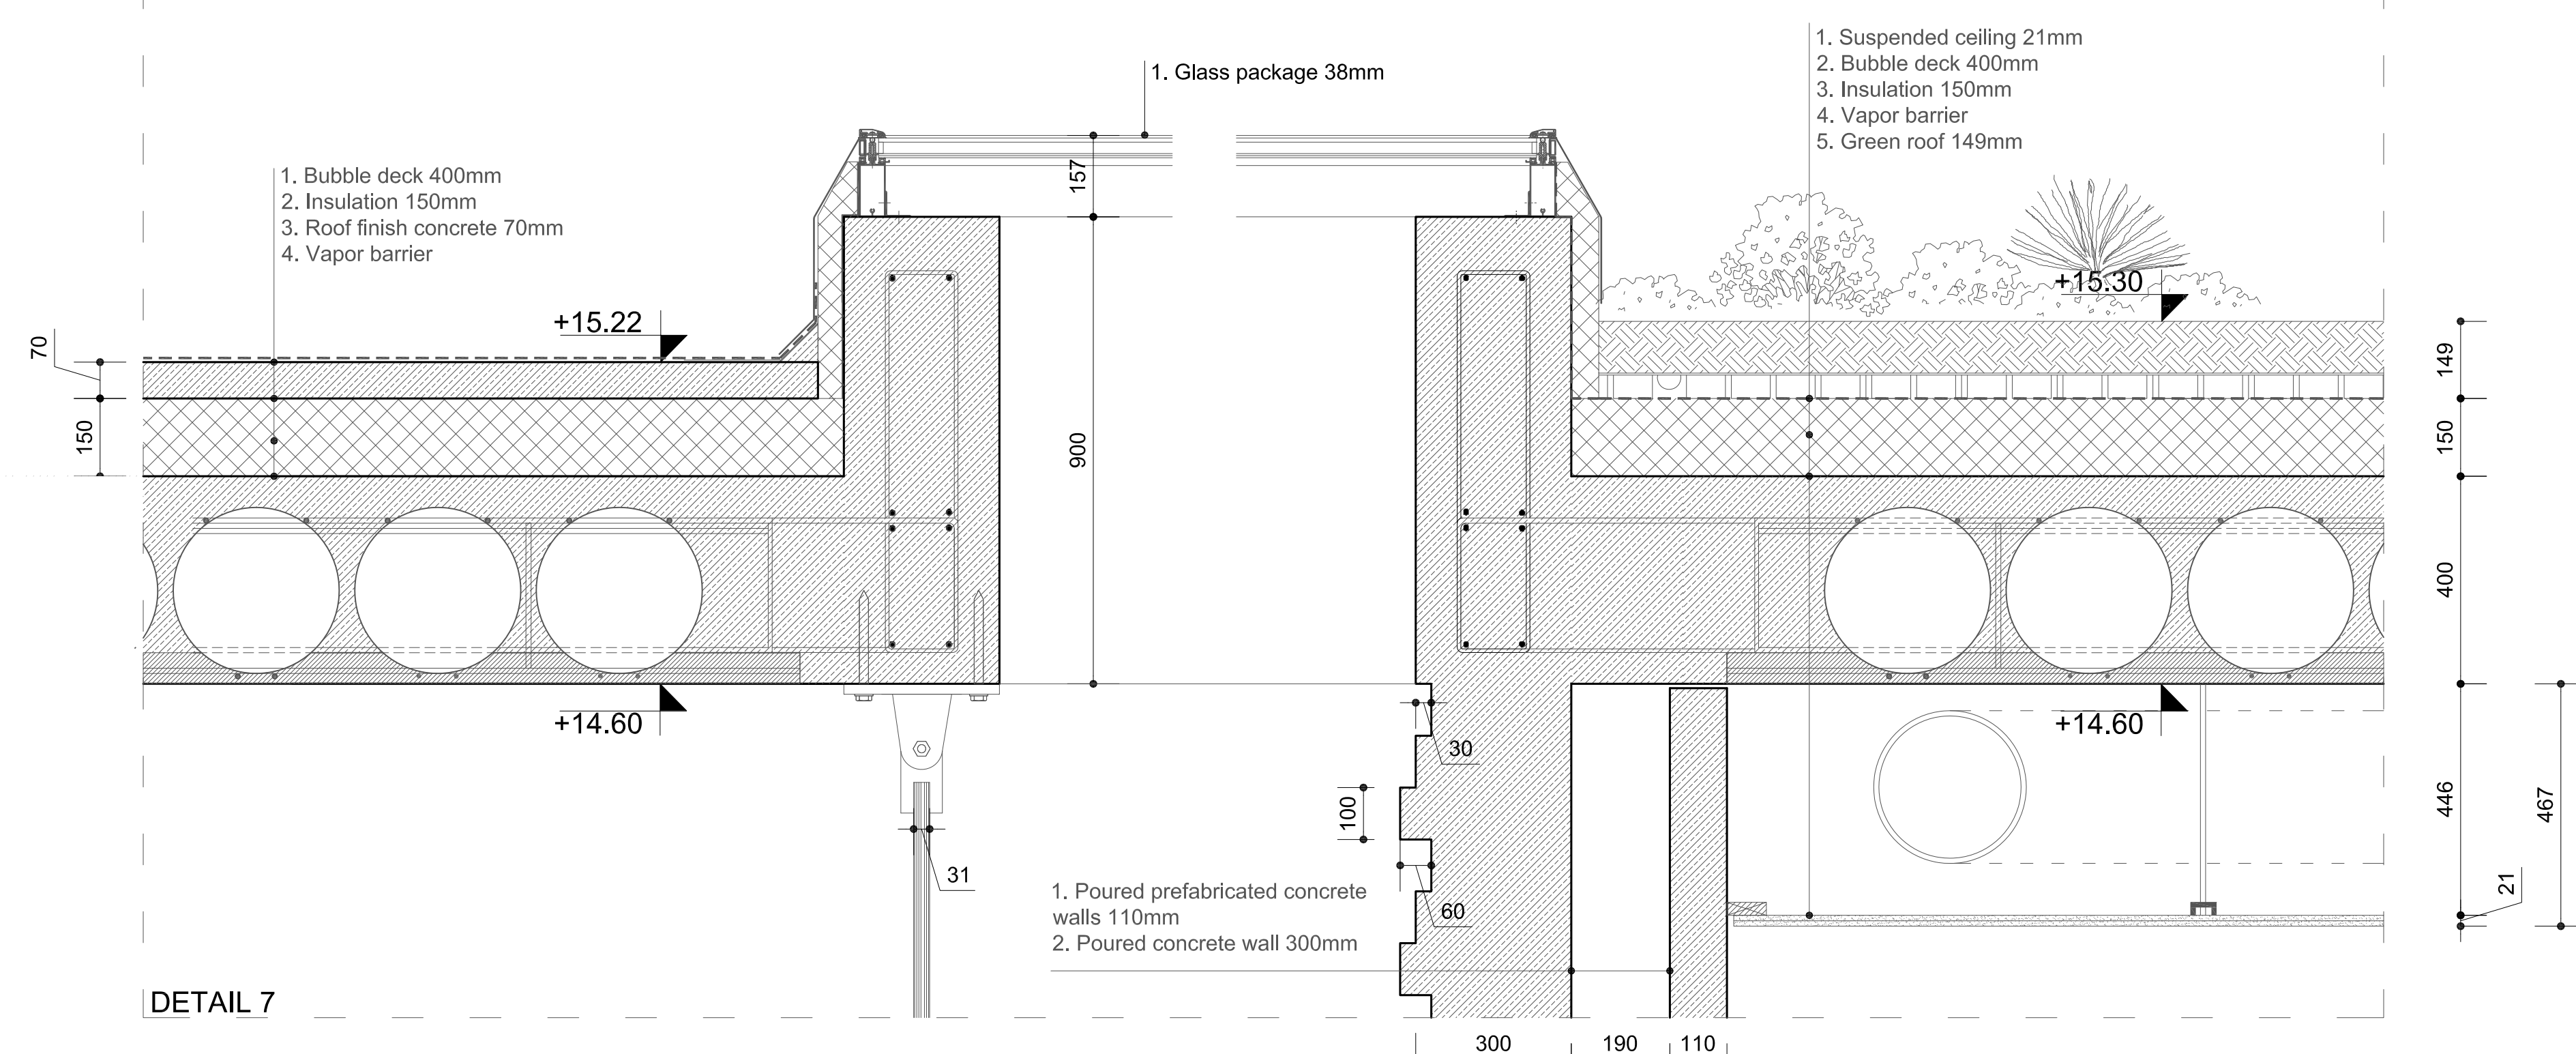 1. Suspended ceiling 21mm
2. Bubble deck 400mm
3. Insulation 150mm
4. Vapor barrier
5. Green roof 149mm
1. Glass package 38mm
1. Bubble deck 400mm
2. Insulation 150mm
3. Roof finish concrete 70mm
4. Vapor barrier
157
+15.22
+15.30
70
150
900
149
150
400
+14.60
+14.60
30
100
31
60
446
467
21
1. Poured prefabricated concrete
walls 110mm
2. Poured concrete wall 300mm
DETAIL 7
300
190
110